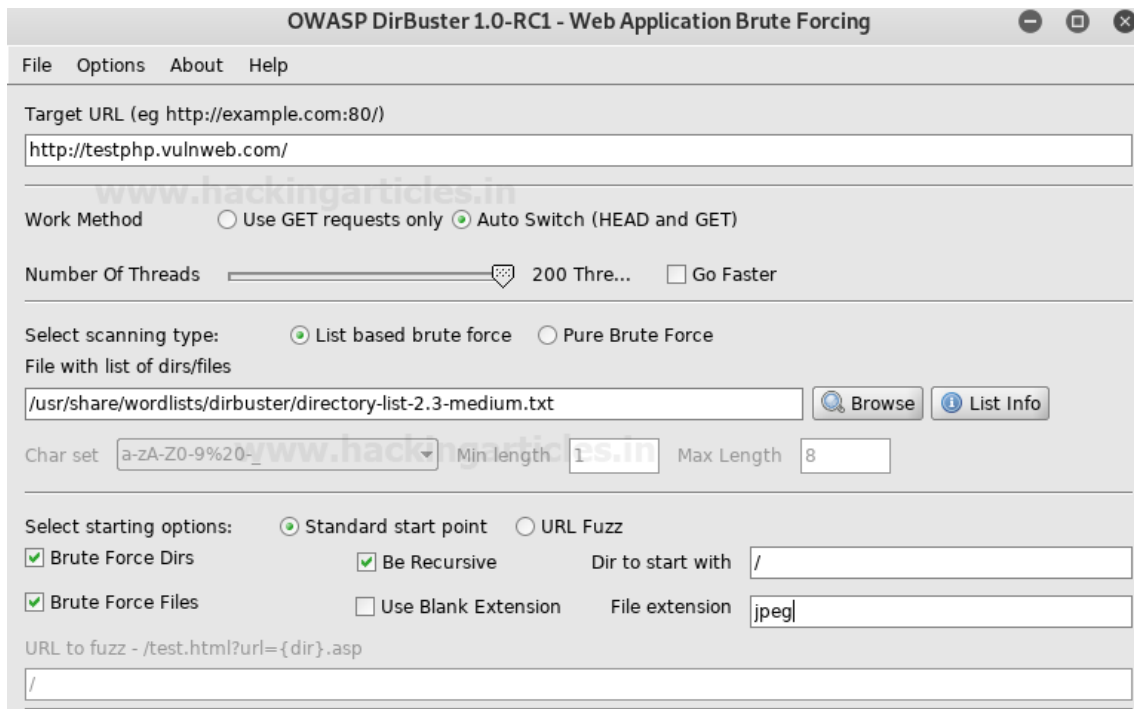 OWASP DirBuster 1.0-RC1 - Web Application Brute Forcing
File Options About Help
Target URL (eg http://example.com:80/)
http://testphp.vulnweb.com/
www.hackingarticles.in
Work Method Use GET requests only Auto Switch (HEAD and GET)
Number Of Threads 200 Thre... Go Faster
Select scanning type: List based brute force Pure Brute Force
File with list of dirs/files
/usr/share/wordlists/dirbuster/directory-list-2.3-medium.txt Browse List Info
Char set a-zA-Z0-9%20-_ Min length 1 Max Length 8
www.hackingarticles.in
Select starting options: Standard start point URL Fuzz
Brute Force Dirs Be Recursive Dir to start with /
Brute Force Files Use Blank Extension File extension jpeg
URL to fuzz - /test.html?url={dir}.asp
/